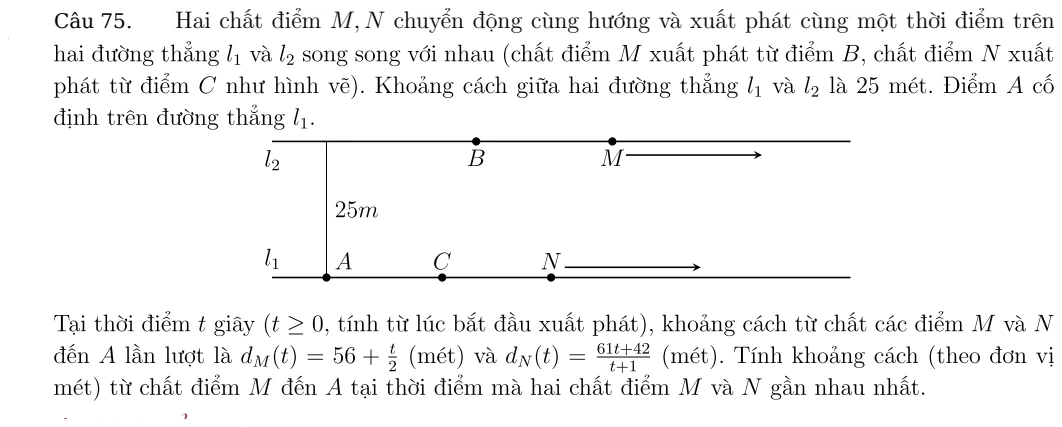 Câu 75. Hai chất điểm M, N chuyển động cùng hướng và xuất phát cùng một thời điểm trên
hai đường thẳng l₁ và l₂ song song với nhau (chất điểm M xuất phát từ điểm B, chất điểm N xuất
phát từ điểm C như hình vẽ). Khoảng cách giữa hai đường thẳng l₁ và l₂ là 25 mét. Điểm A cố
định trên đường thẳng l₁.
l₂ B M
25m
l₁ A C N
Tại thời điểm t giây (t ≥ 0, tính từ lúc bắt đầu xuất phát), khoảng cách từ chất các điểm M và N
đến A lần lượt là d_M(t) = 56 + t/2 (mét) và d_N(t) = (61t+42)/(t+1) (mét). Tính khoảng cách (theo đơn vị
mét) từ chất điểm M đến A tại thời điểm mà hai chất điểm M và N gần nhau nhất.